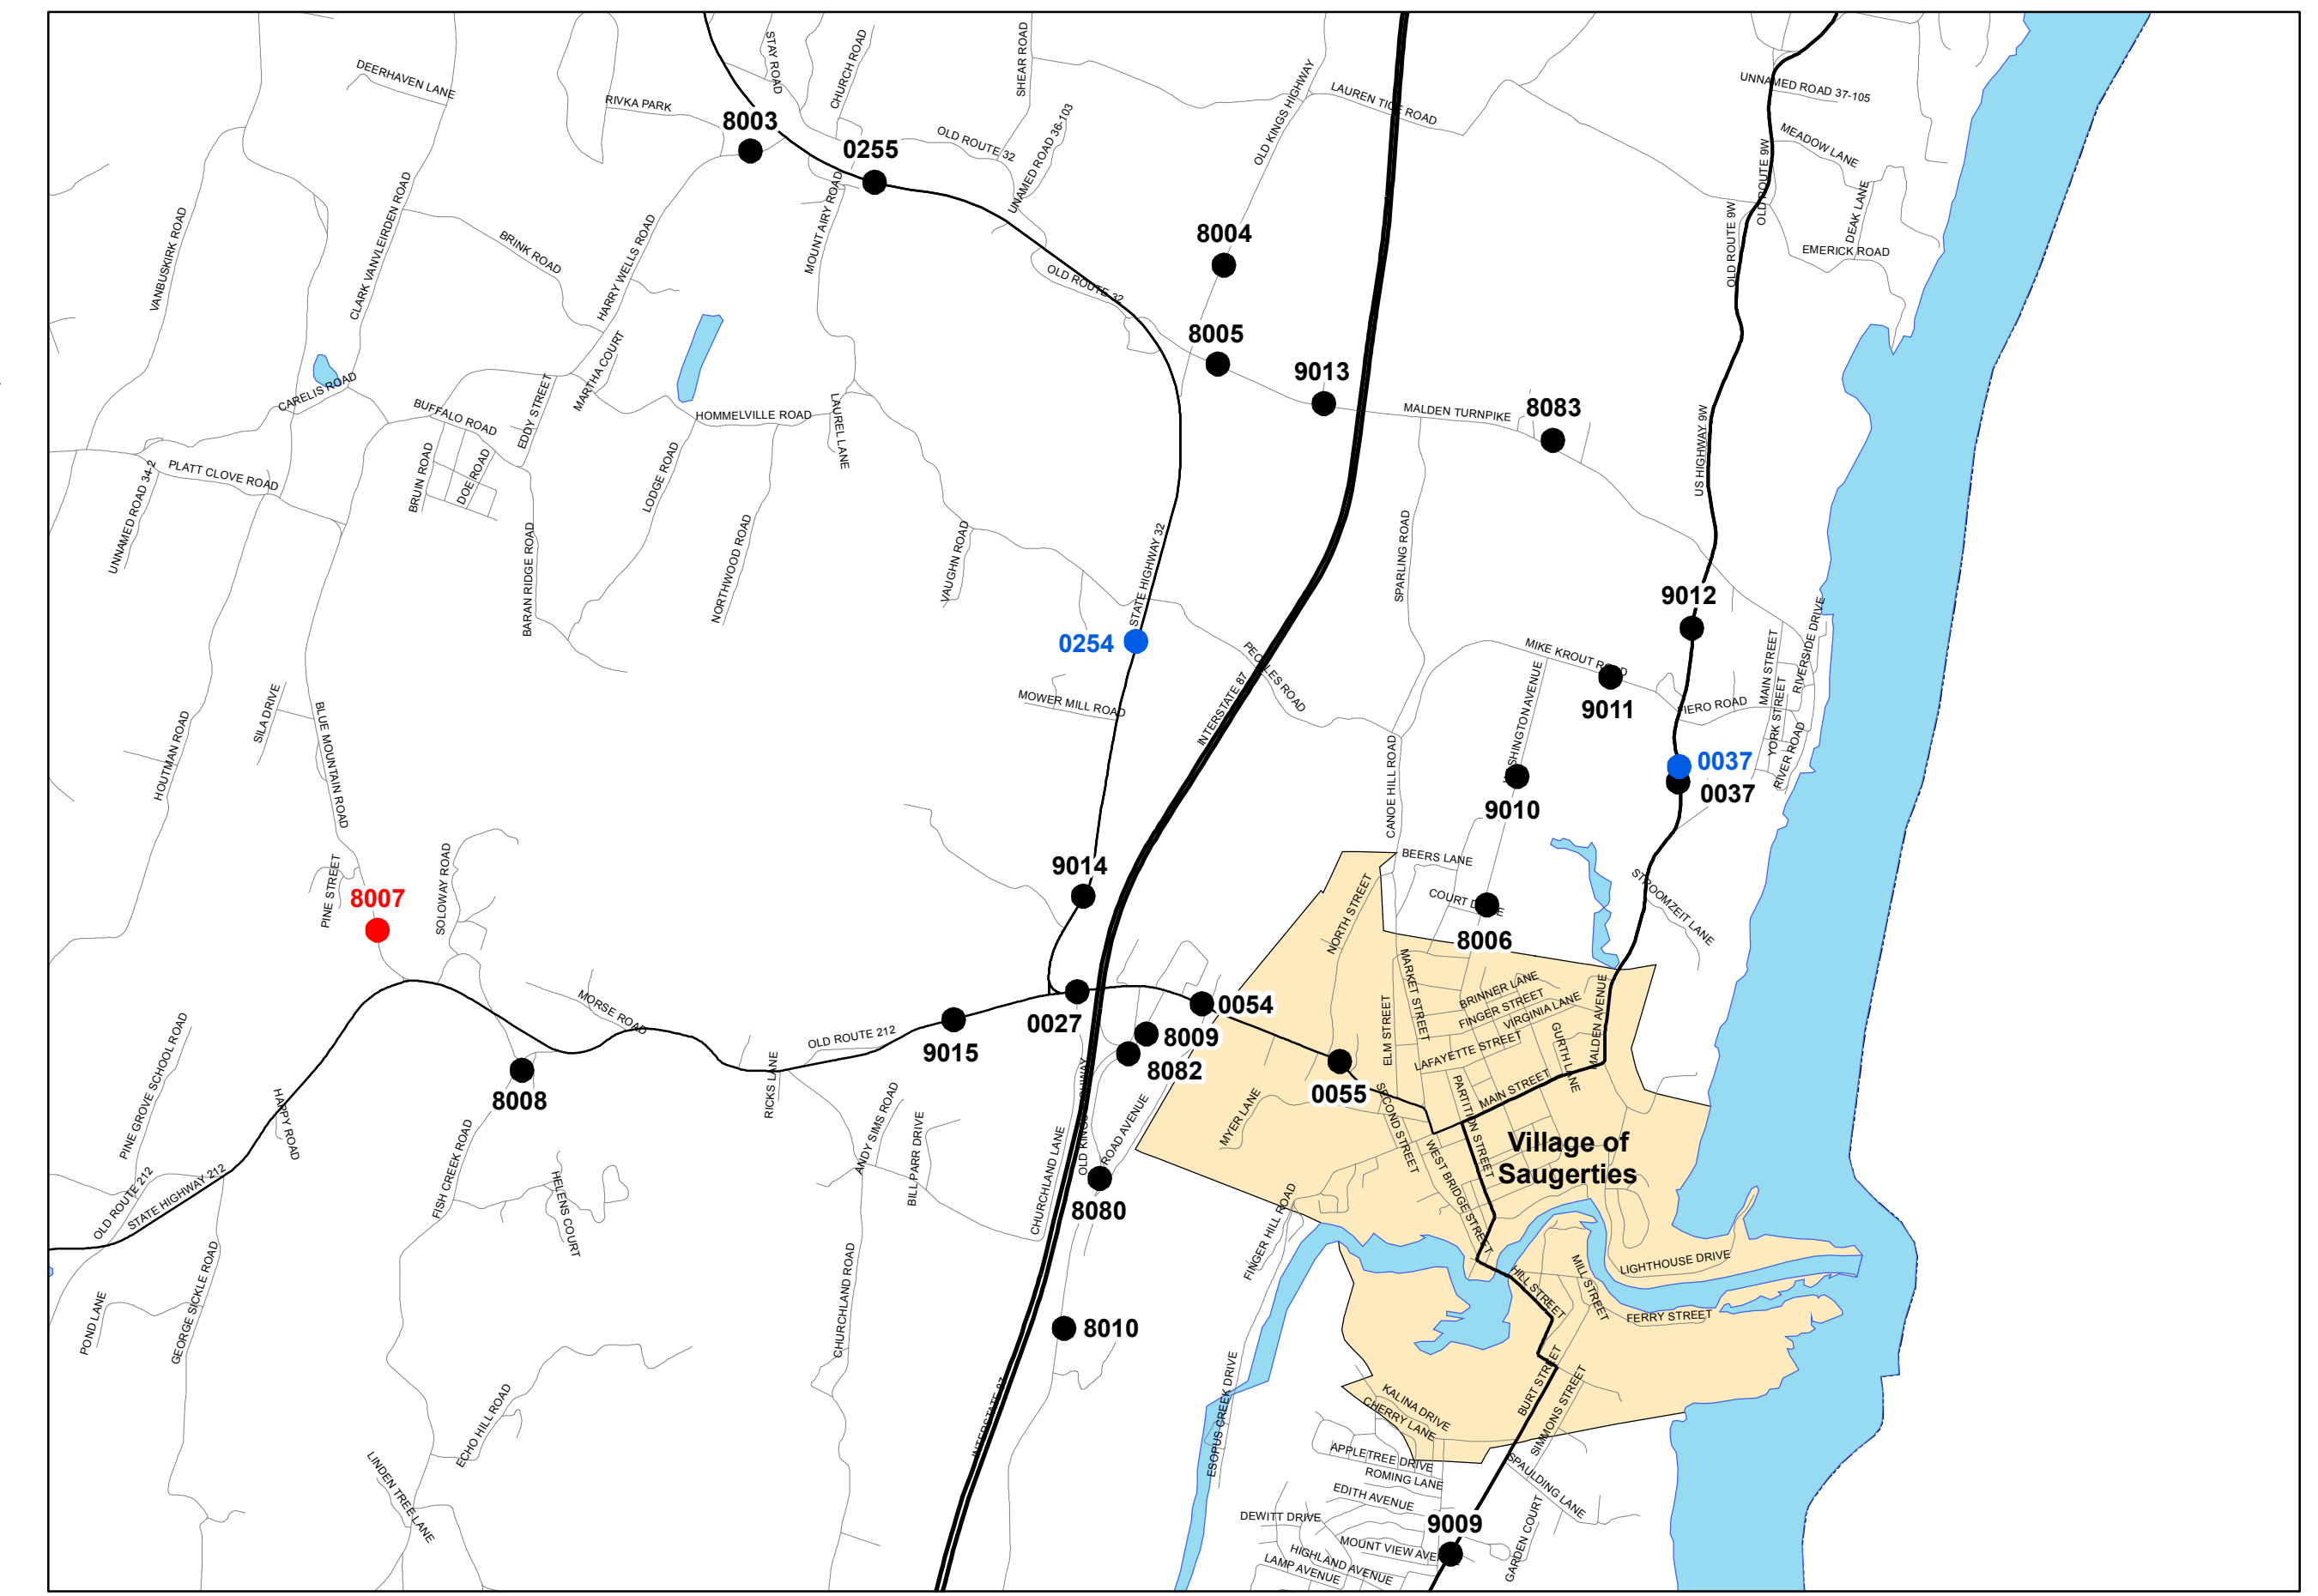 DEERHAVEN LANE
RIVKA PARK
STAY ROAD
CHURCH ROAD
SHEAR ROAD
OLD KINGS HIGHWAY
LAUREN TICE ROAD
UNNAMED ROAD 37-105
MEADOW LANE
8003
0255
OLD ROUTE 32
UNAMED ROAD 36-103
OLD ROUTE 9W
OLD ROUTE 9W
DEAK LANE
EMERICK ROAD
VANBUSKIRK ROAD
CLARK VANVLEIRDEN ROAD
BRINK ROAD
HARRY WELLS ROAD
MOUNT AIRY ROAD
8004
OLD ROUTE 32
8005
9013
MARTHA COURT
CARELIS ROAD
BUFFALO ROAD
EDDY STREET
HOMMELVILLE ROAD
LAUREL LANE
MALDEN TURNPIKE
8083
US HIGHWAY 9W
PLATT CLOVE ROAD
UNNAMED ROAD 34-2
BRUIN ROAD
DOE ROAD
LODGE ROAD
NORTHWOOD ROAD
BARAN RIDGE ROAD
VAUGHN ROAD
STATE HIGHWAY 32
SPARLING ROAD
9012
0254
PEOPLES ROAD
MIKE KROUT ROAD
MAIN STREET
RIVERSIDE DRIVE
SILA DRIVE
HOUTMAN ROAD
BLUE MOUNTAIN ROAD
MOWER MILL ROAD
INTERSTATE 87
WASHINGTON AVENUE
9011
FIERO ROAD
YORK STREET
RIVER ROAD
0037
0037
CANOE HILL ROAD
9010
PINE STREET
8007
SOLOWAY ROAD
9014
BEERS LANE
COURT DRIVE
8006
NORTH STREET
STROOMZEIT LANE
MORSE ROAD
OLD ROUTE 212
9015
0027
0054
8009
8082
0055
MARKET STREET
ELM STREET
BRINNER LANE
FINGER STREET
VIRGINIA LANE
LAFAYETTE STREET
GURTH LANE
MALDEN AVENUE
MAIN STREET
PARTITION STREET
SECOND STREET
WEST BRIDGE STREET
Village of
Saugerties
PINE GROVE SCHOOL ROAD
HAPPY ROAD
8008
RICKS LANE
ANDY SIMS ROAD
BILL PARR DRIVE
CHURCHLAND LANE
OLD KINGS HIGHWAY
ROAD AVENUE
MYER LANE
8080
OLD ROUTE 212
STATE HIGHWAY 212
FISH CREEK ROAD
HELENS COURT
FINGER HILL ROAD
LIGHTHOUSE DRIVE
HILL STREET
MILL STREET
FERRY STREET
POND LANE
GEORGE SICKLE ROAD
CHURCHLAND ROAD
8010
ESOPUS CREEK DRIVE
INTERSTATE 87
ECHO HILL ROAD
LINDEN TREE LANE
KALINA DRIVE
CHERRY LANE
BURT STREET
SIMMONS STREET
APPLETREE DRIVE
ROMING LANE
EDITH AVENUE
SPAULDING LANE
DEWITT DRIVE
9009
MOUNT VIEW AVENUE
GARDEN COURT
HIGHLAND AVENUE
LAMP AVENUE